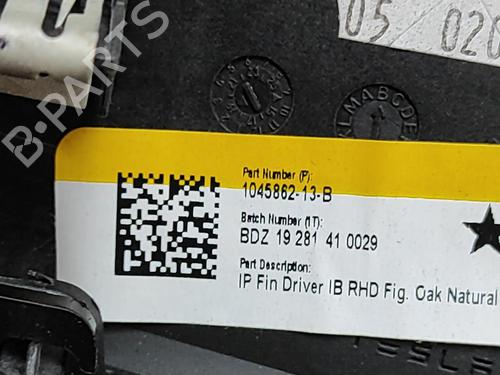 05 020
B-PARTS
KLMABCDE
Part Number (P):
1045862-13-B
Batch Number (1T):
BDZ 19 281 41 0029
Part Description:
IP Fin Driver IB RHD Fig. Oak Natural